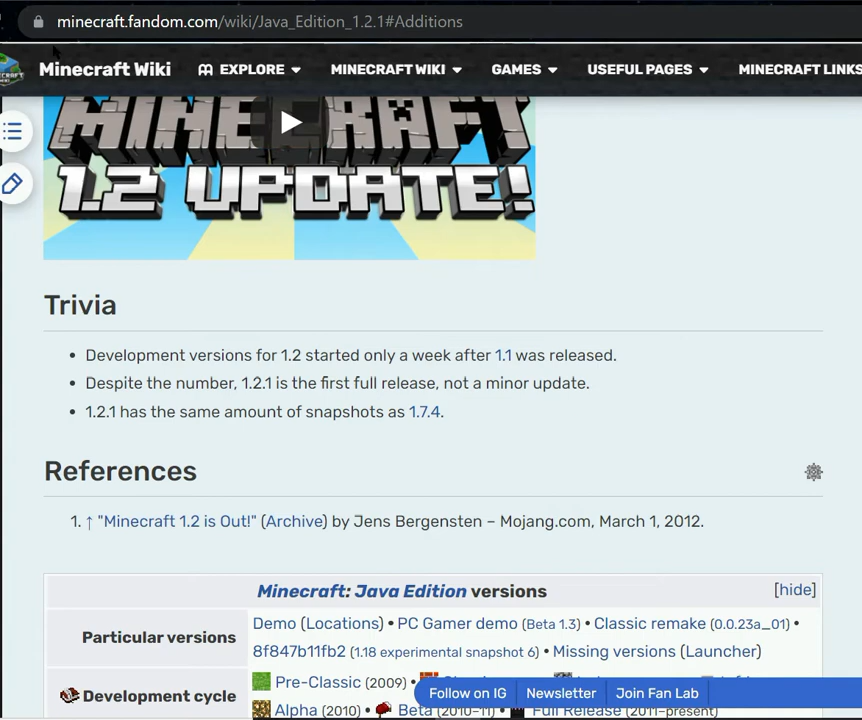 minecraft.fandom.com/wiki/Java_Edition_1.2.1#Additions
Minecraft Wiki EXPLORE MINECRAFT WIKI GAMES USEFUL PAGES MINECRAFT LINKS
MINECRAFT
1.2 UPDATE!
Trivia
• Development versions for 1.2 started only a week after 1.1 was released.
• Despite the number, 1.2.1 is the first full release, not a minor update.
• 1.2.1 has the same amount of snapshots as 1.7.4.
References
1. ↑ "Minecraft 1.2 is Out!" (Archive) by Jens Bergensten – Mojang.com, March 1, 2012.
Minecraft: Java Edition versions [hide]
Particular versions
Demo (Locations) • PC Gamer demo (Beta 1.3) • Classic remake (0.0.23a_01) •
8f847b11fb2 (1.18 experimental snapshot 6) • Missing versions (Launcher)
Development cycle
Pre-Classic (2009) •
Alpha (2010) • Beta (2010-11) • Full Release (2011–present)
Follow on IG Newsletter Join Fan Lab